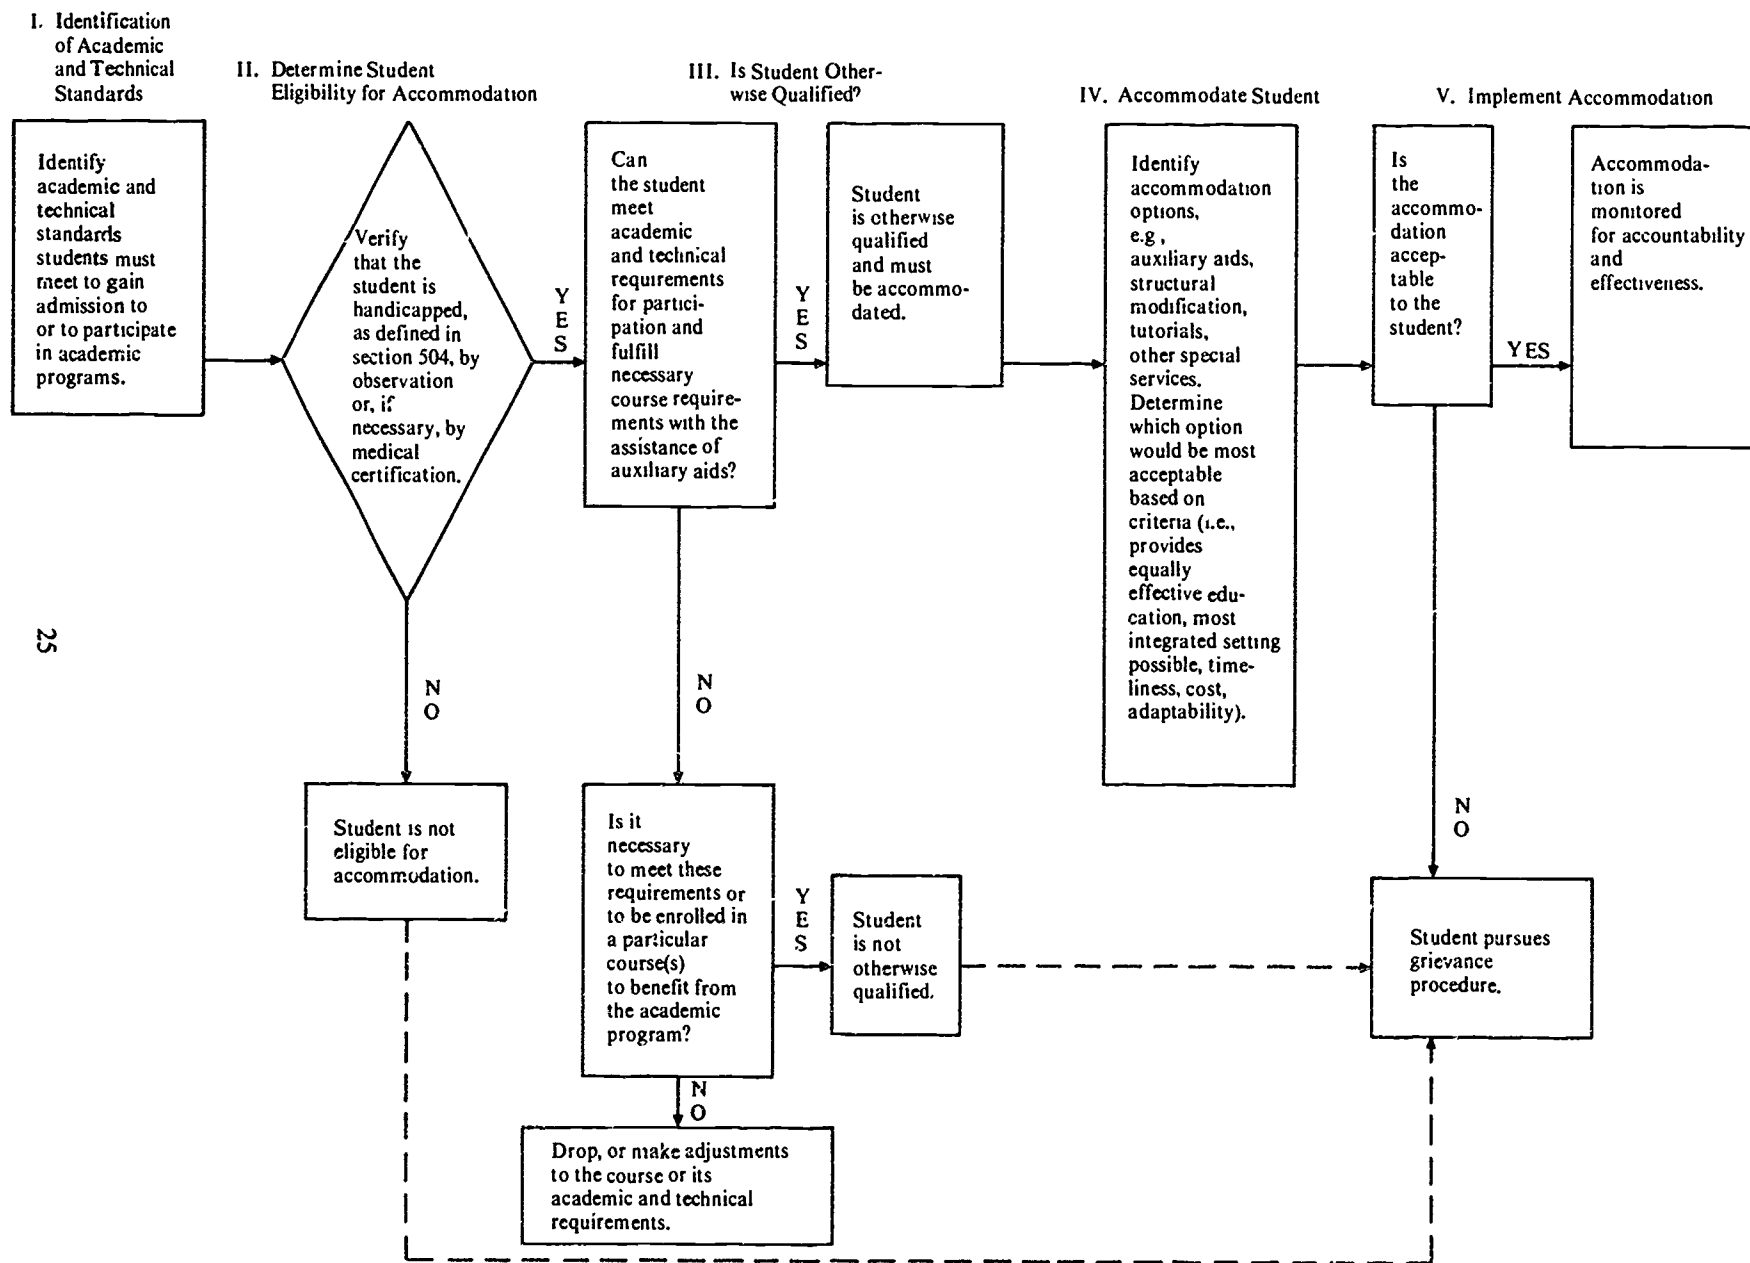 I. Identification
of Academic
and Technical
Standards
II. Determine Student
Eligibility for Accommodation
III. Is Student Other-
wise Qualified?
IV. Accommodate Student
V. Implement Accommodation
Identify
academic and
technical
standards
students must
meet to gain
admission to
or to participate
in academic
programs.
Verify
that the
student is
handicapped,
as defined in
section 504, by
observation
or, if
necessary, by
medical
certification.
YES
Can
the student
meet
academic
and technical
requirements
for partici-
pation and
fulfill
necessary
course require-
ments with the
assistance of
auxiliary aids?
YES
Student
is otherwise
qualified
and must
be accommo-
dated.
Identify
accommodation
options,
e.g.,
auxiliary aids,
structural
modification,
tutorials,
other special
services.
Determine
which option
would be most
acceptable
based on
criteria (i.e.,
provides
equally
effective edu-
cation, most
integrated setting
possible, time-
liness, cost,
adaptability).
Is
the
accommo-
dation
accep-
table
to the
student?
YES
Accommoda-
tion is
monitored
for accountability
and
effectiveness.
25
NO
NO
NO
Student is not
eligible for
accommodation.
Is it
necessary
to meet these
requirements or
to be enrolled in
a particular
course(s)
to benefit from
the academic
program?
YES
Student
is not
otherwise
qualified.
Student pursues
grievance
procedure.
NO
Drop, or make adjustments
to the course or its
academic and technical
requirements.